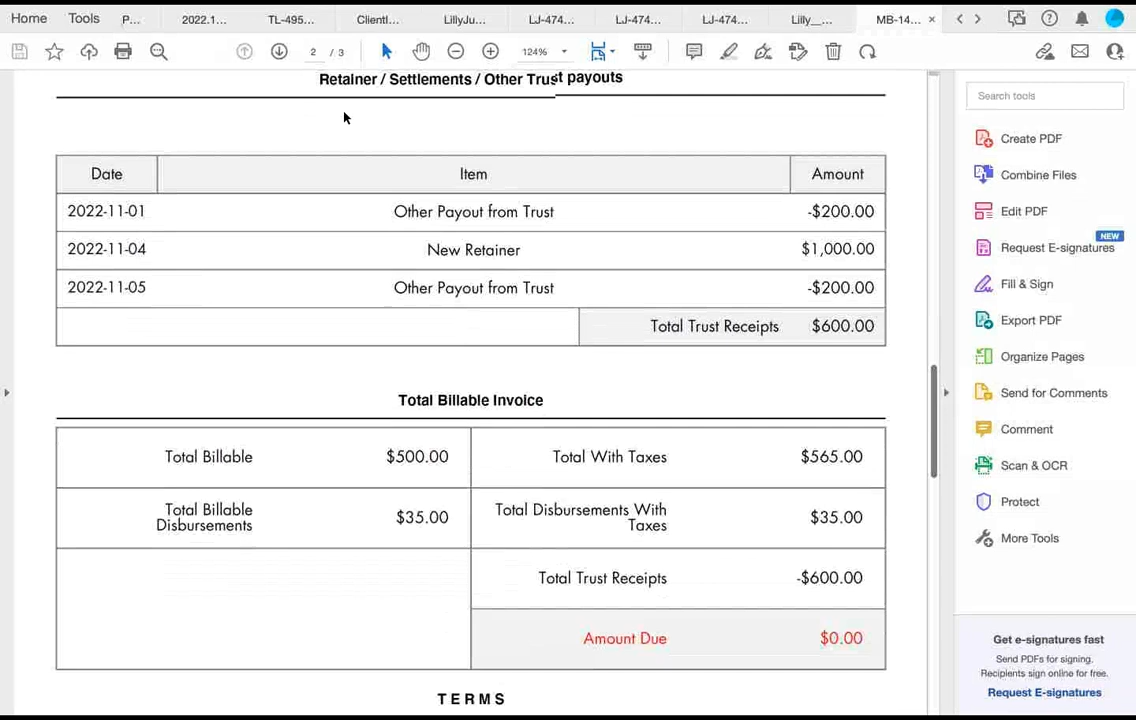 Home Tools P... 2022.1... TL-495... ClientI... LillyJu... LJ-474... LJ-474... LJ-474... Lilly__... MB-14... ×
2 / 3 124%
Retainer / Settlements / Other Trust payouts
Date Item Amount
2022-11-01 Other Payout from Trust -$200.00
2022-11-04 New Retainer $1,000.00
2022-11-05 Other Payout from Trust -$200.00
Total Trust Receipts $600.00
Total Billable Invoice
Total Billable $500.00 Total With Taxes $565.00
Total Billable
Disbursements $35.00 Total Disbursements With
Taxes $35.00
Total Trust Receipts -$600.00
Amount Due $0.00
TERMS
Search tools
Create PDF
Combine Files
Edit PDF
NEW
Request E-signatures
Fill & Sign
Export PDF
Organize Pages
Send for Comments
Comment
Scan & OCR
Protect
More Tools
Get e-signatures fast
Send PDFs for signing.
Recipients sign online for free.
Request E-signatures